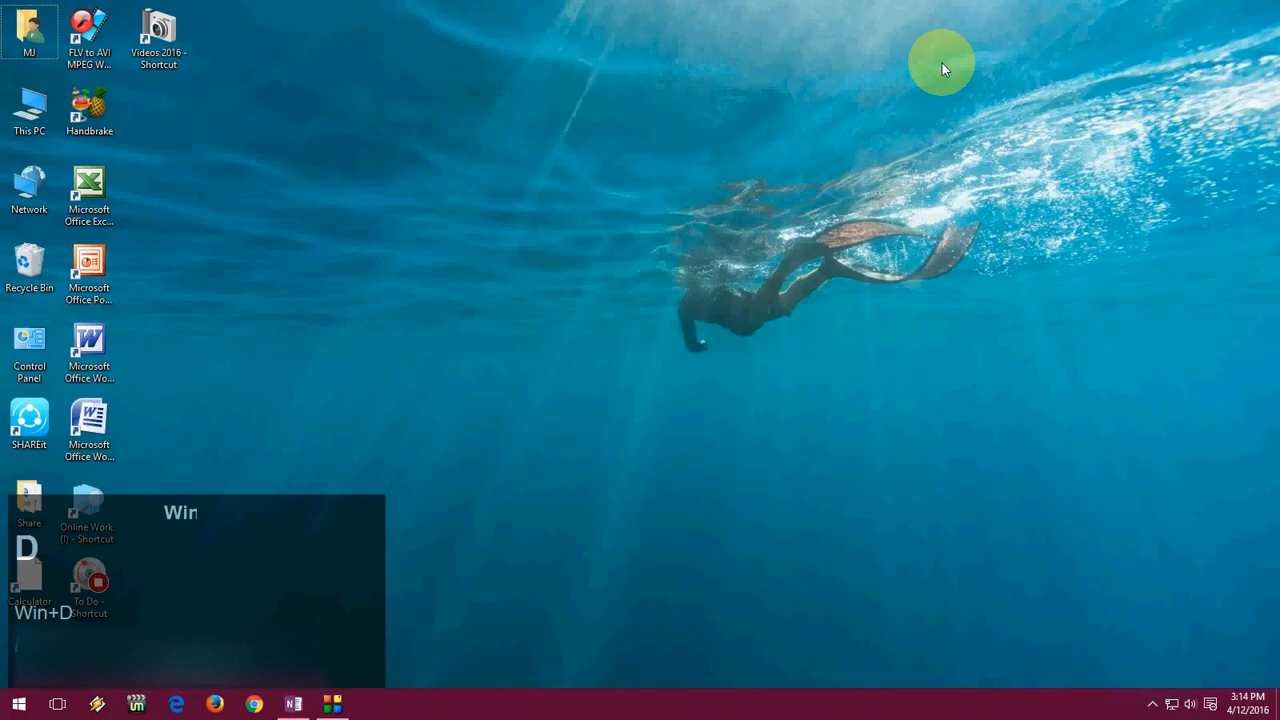 MJ
FLV to AVI
MPEG W...
Videos 2016 -
Shortcut
This PC
Handbrake
Network
Microsoft
Office Exc...
Recycle Bin
Microsoft
Office Po...
Control
Panel
Microsoft
Office Wo...
SHAREit
Microsoft
Office Wo...
Share
Online Work
(I) - Shortcut
Win
D
Calculator
To Do -
Shortcut
Win+D
3:14 PM
4/12/2016